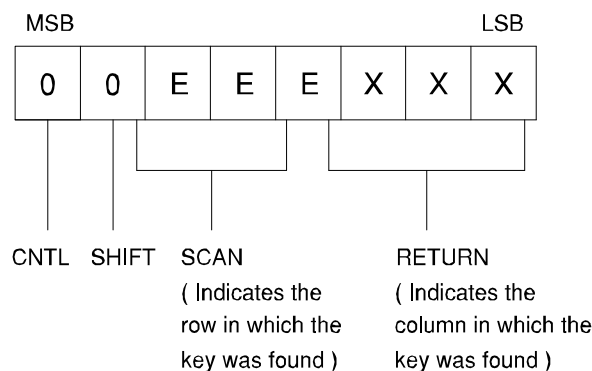 MSB LSB
0 0 E E E X X X
CNTL SHIFT SCAN RETURN
( Indicates the ( Indicates the
row in which the column in which the
key was found ) key was found )